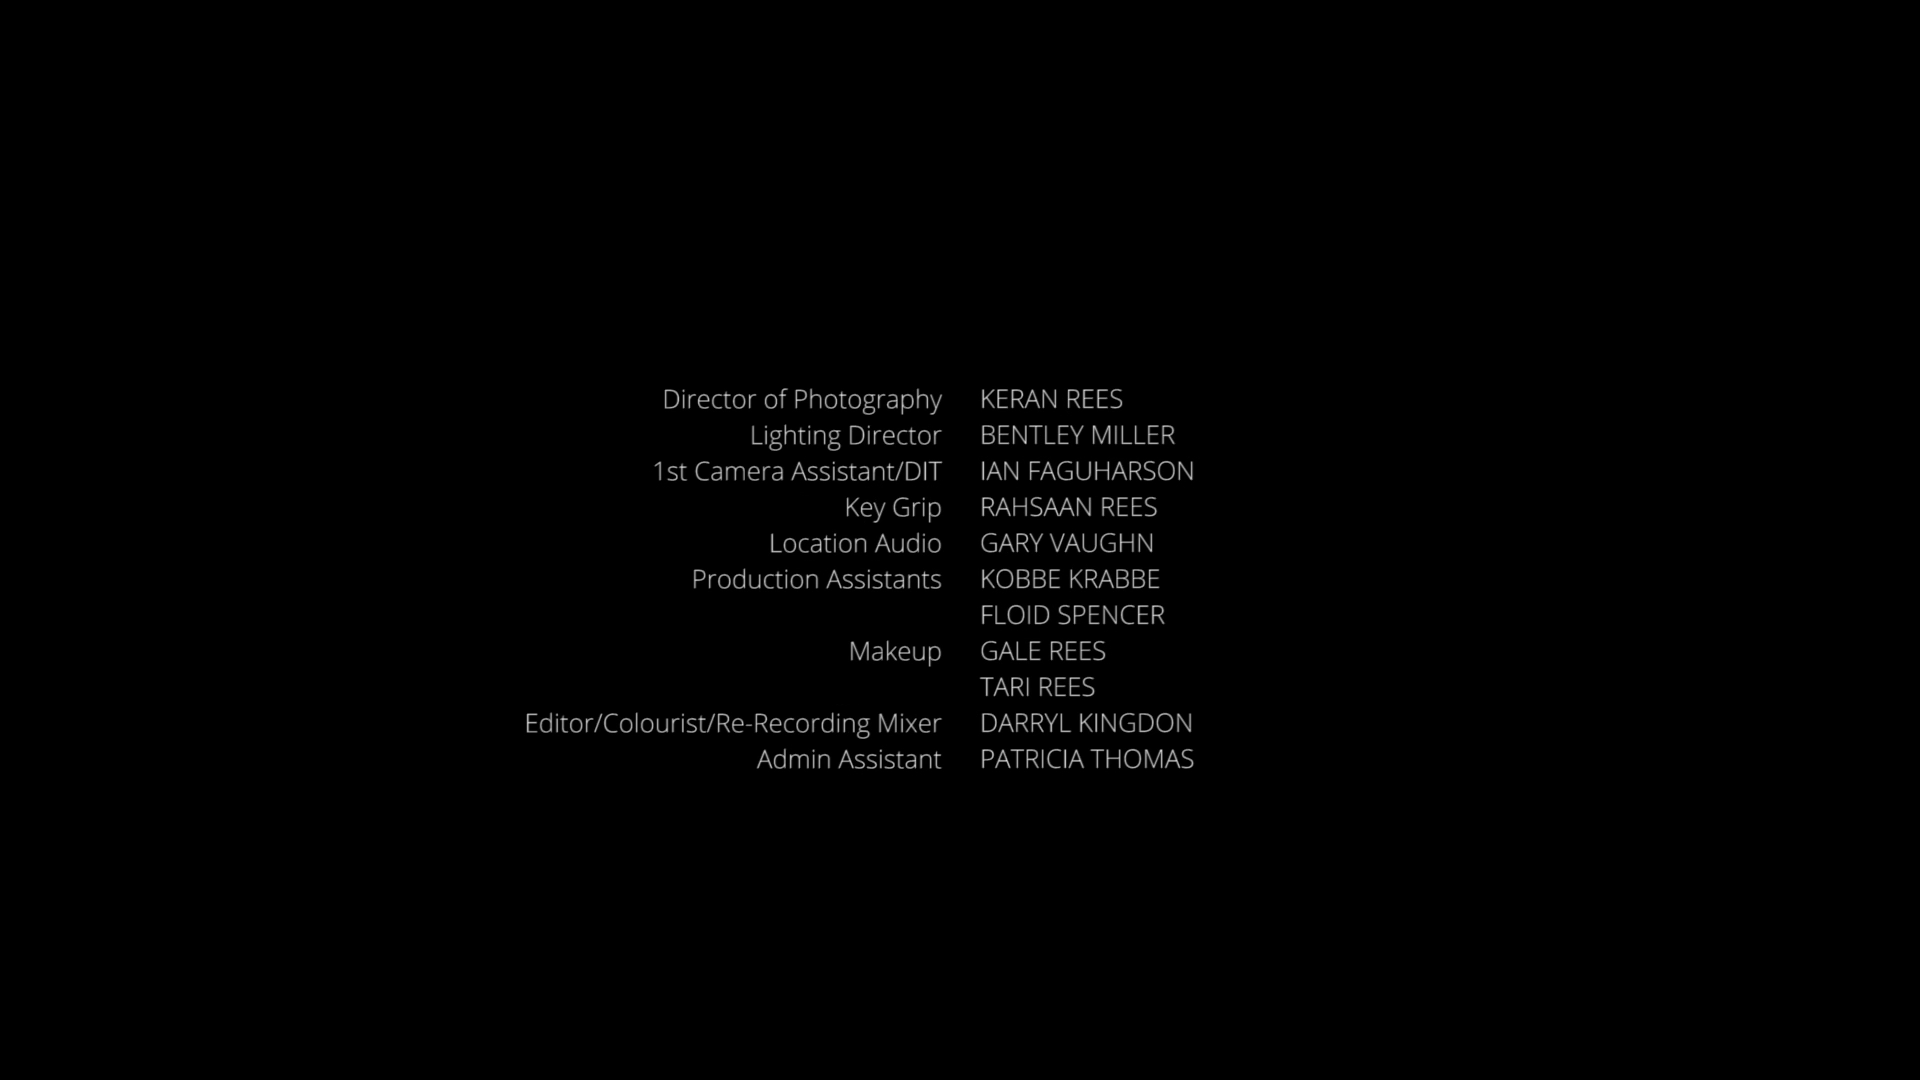 Director of Photography KERAN REES
Lighting Director BENTLEY MILLER
1st Camera Assistant/DIT IAN FAGUHARSON
Key Grip RAHSAAN REES
Location Audio GARY VAUGHN
Production Assistants KOBBE KRABBE
FLOID SPENCER
Makeup GALE REES
TARI REES
Editor/Colourist/Re-Recording Mixer DARRYL KINGDON
Admin Assistant PATRICIA THOMAS